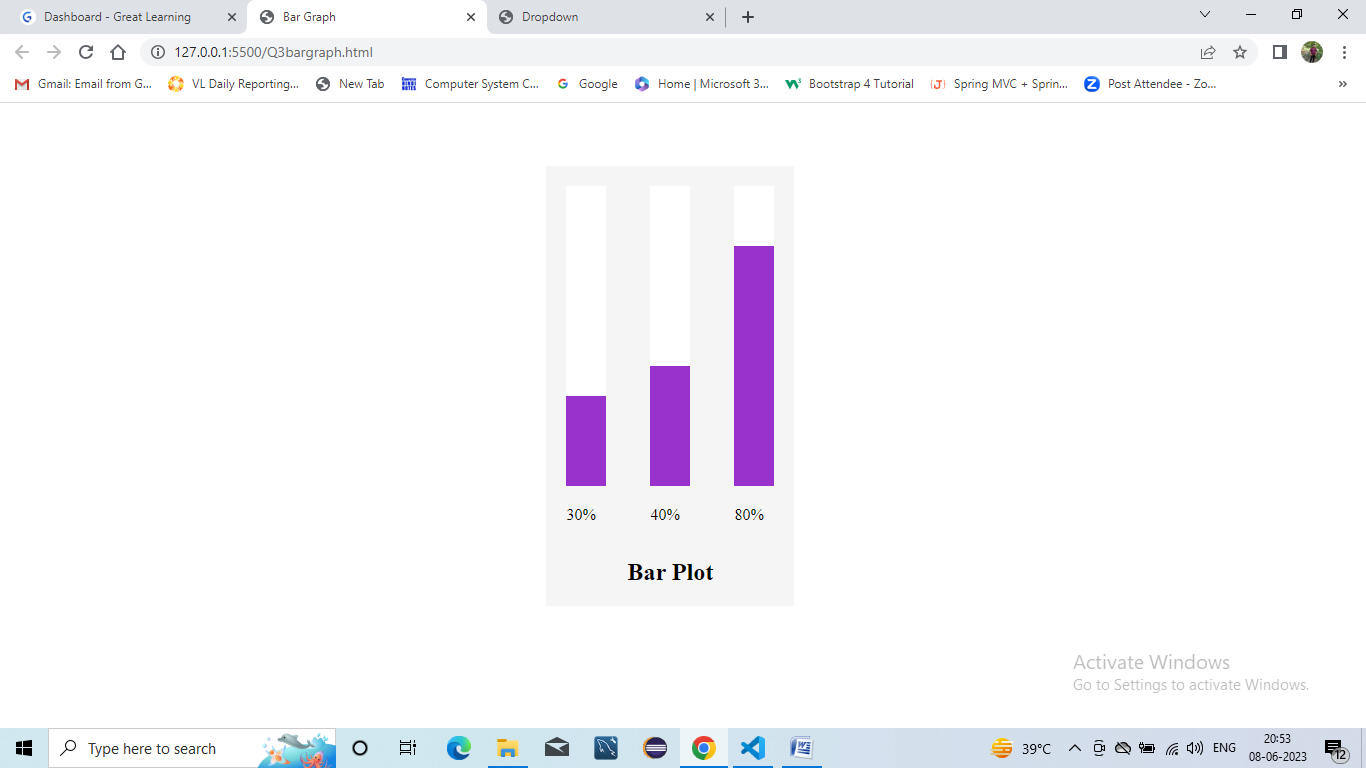 Dashboard - Great Learning
Bar Graph
Dropdown
127.0.0.1:5500/Q3bargraph.html
Gmail: Email from G...
VL Daily Reporting...
New Tab
Computer System C...
Google
Home | Microsoft 3...
Bootstrap 4 Tutorial
Spring MVC + Sprin...
Post Attendee - Zo...
30% 40% 80%
Bar Plot
Activate Windows
Go to Settings to activate Windows.
Type here to search
39°C
ENG
20:53
08-06-2023
12